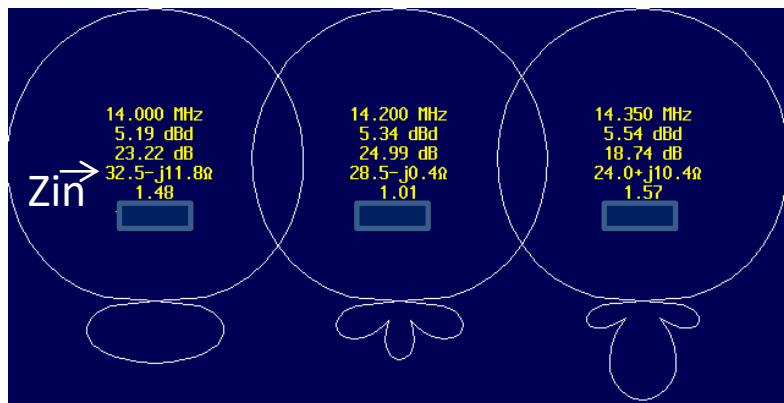 14.000 MHz
5.19 dBd
23.22 dB
32.5-j11.8Ω
1.48
Zin
14.200 MHz
5.34 dBd
24.99 dB
28.5-j0.4Ω
1.01
14.350 MHz
5.54 dBd
18.74 dB
24.0+j10.4Ω
1.57